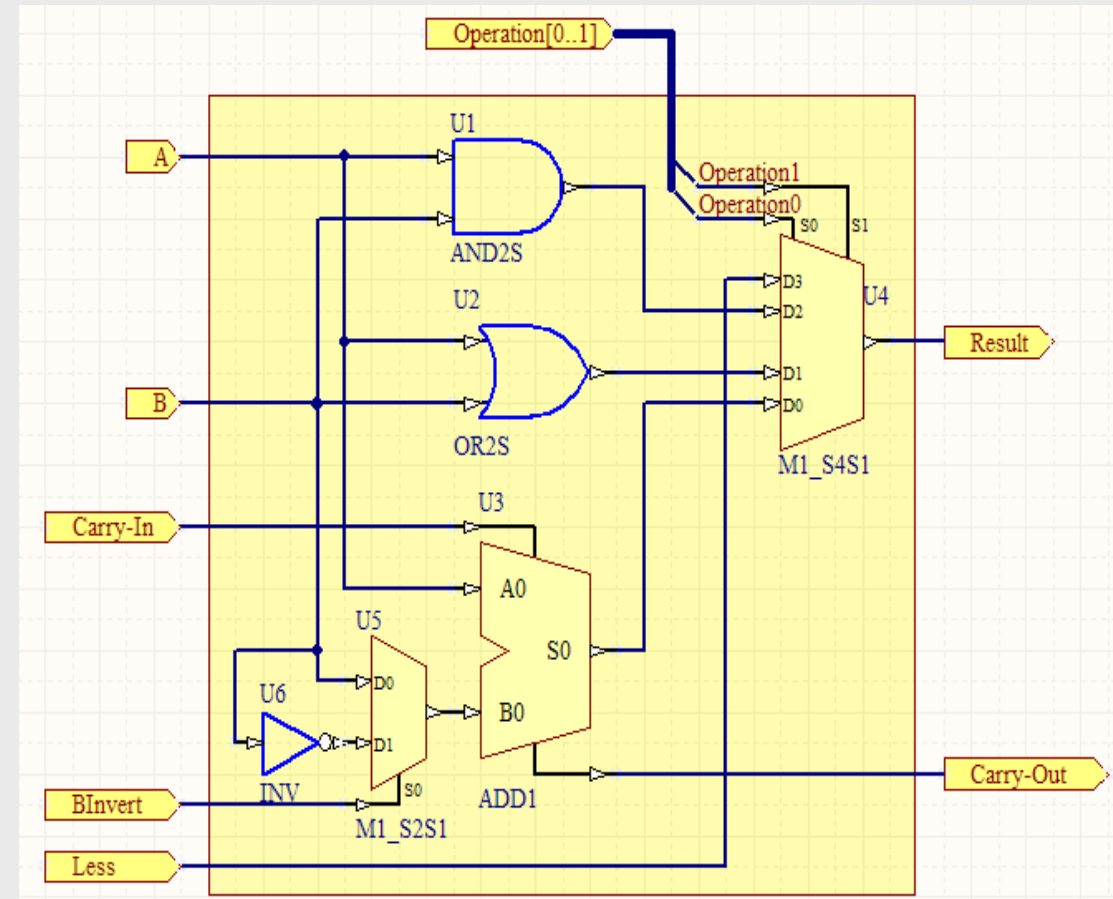 Operation[0..1]
U1
A
Operation1
Operation0
S0
S1
AND2S
D3
U2
U4
D2
Result
D1
B
D0
OR2S
M1_S4S1
U3
Carry-In
A0
U5
S0
D0
U6
B0
D1
Carry-Out
S0
INV
ADD1
BInvert
M1_S2S1
Less